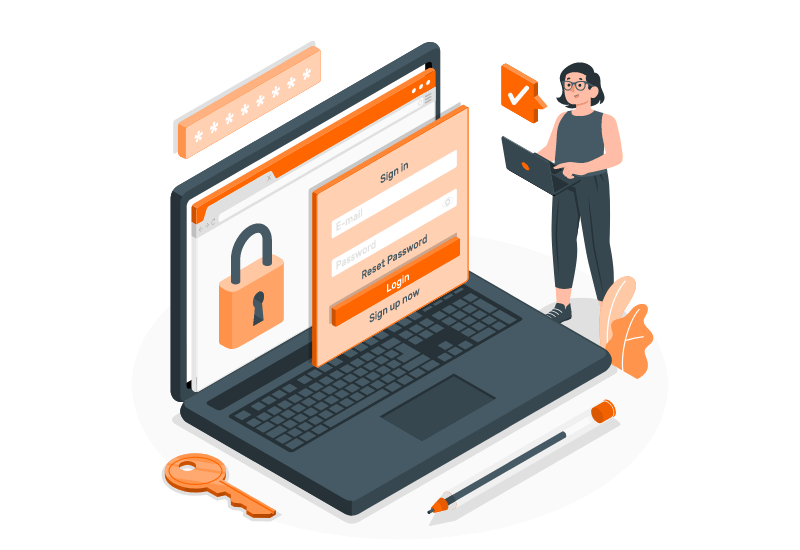 ********
Sign in
E-mail
Password
Reset Password
Login
Sign up now